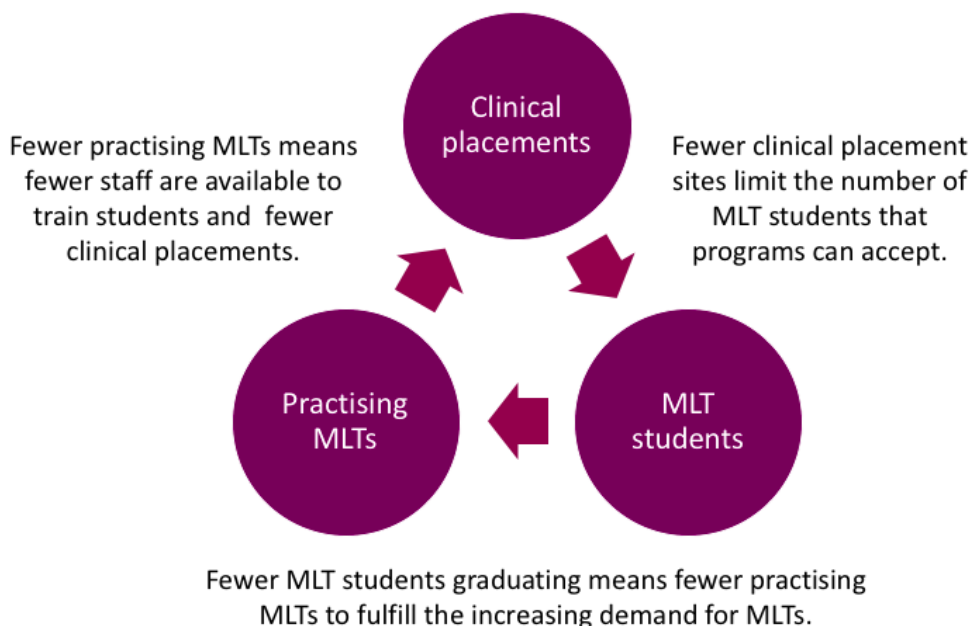 Clinical
placements
Fewer practising MLTs means
fewer staff are available to
train students and  fewer
clinical placements.
Fewer clinical placement
sites limit the number of
MLT students that
programs can accept.
Practising
MLTs
MLT
students
Fewer MLT students graduating means fewer practising
MLTs to fulfill the increasing demand for MLTs.